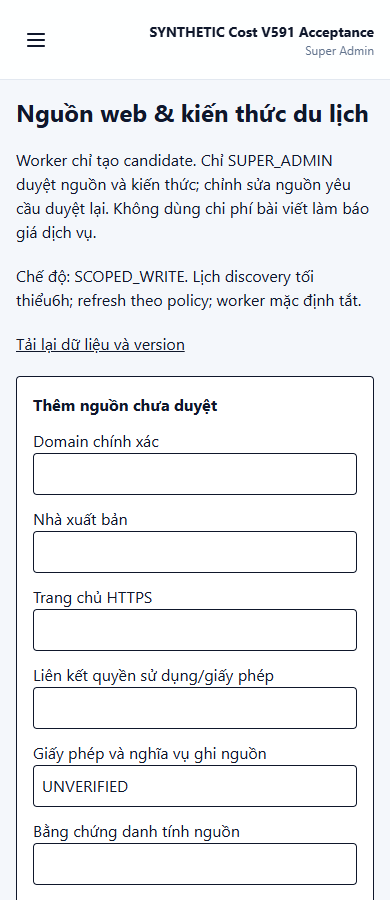 SYNTHETIC Cost V591 Acceptance
Super Admin
Nguồn web & kiến thức du lịch
Worker chỉ tạo candidate. Chỉ SUPER_ADMIN
duyệt nguồn và kiến thức; chỉnh sửa nguồn yêu
cầu duyệt lại. Không dùng chi phí bài viết làm báo
giá dịch vụ.
Chế độ: SCOPED_WRITE. Lịch discovery tối
thiểu6h; refresh theo policy; worker mặc định tắt.
Tải lại dữ liệu và version
Thêm nguồn chưa duyệt
Domain chính xác
Nhà xuất bản
Trang chủ HTTPS
Liên kết quyền sử dụng/giấy phép
Giấy phép và nghĩa vụ ghi nguồn
UNVERIFIED
Bằng chứng danh tính nguồn